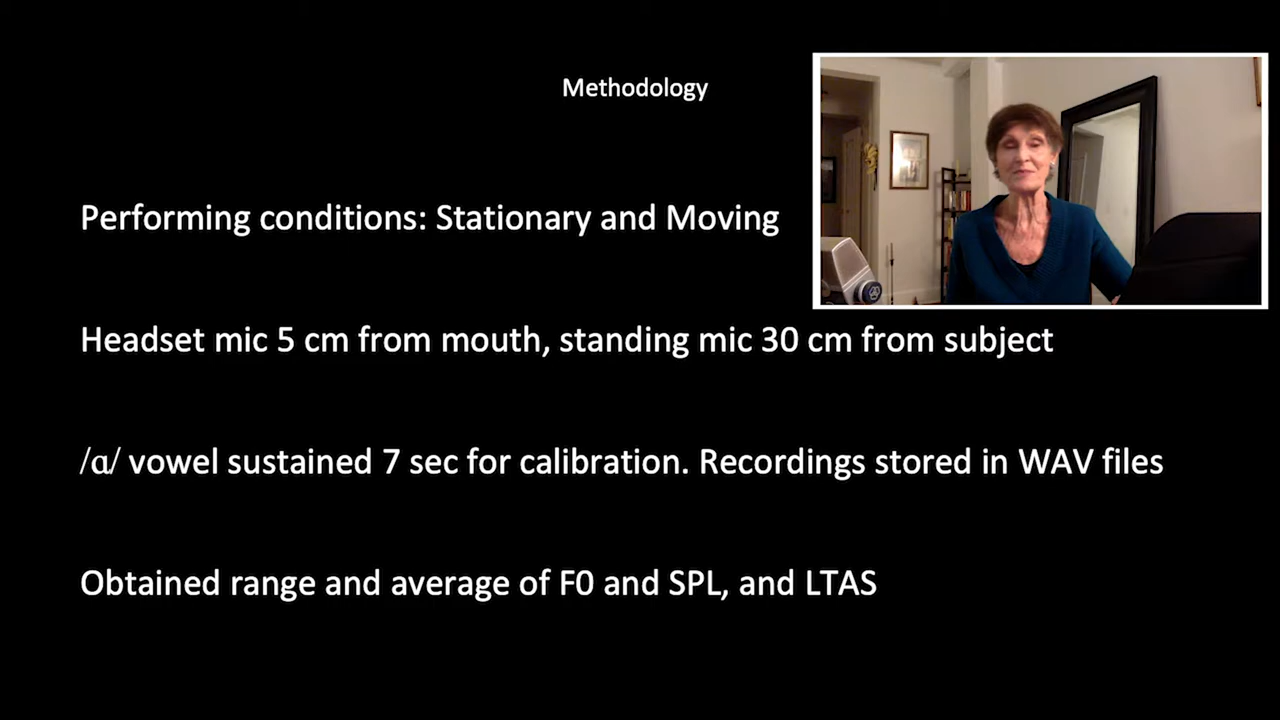 Methodology
Performing conditions: Stationary and Moving
Headset mic 5 cm from mouth, standing mic 30 cm from subject
/ɑ/ vowel sustained 7 sec for calibration. Recordings stored in WAV files
Obtained range and average of F0 and SPL, and LTAS